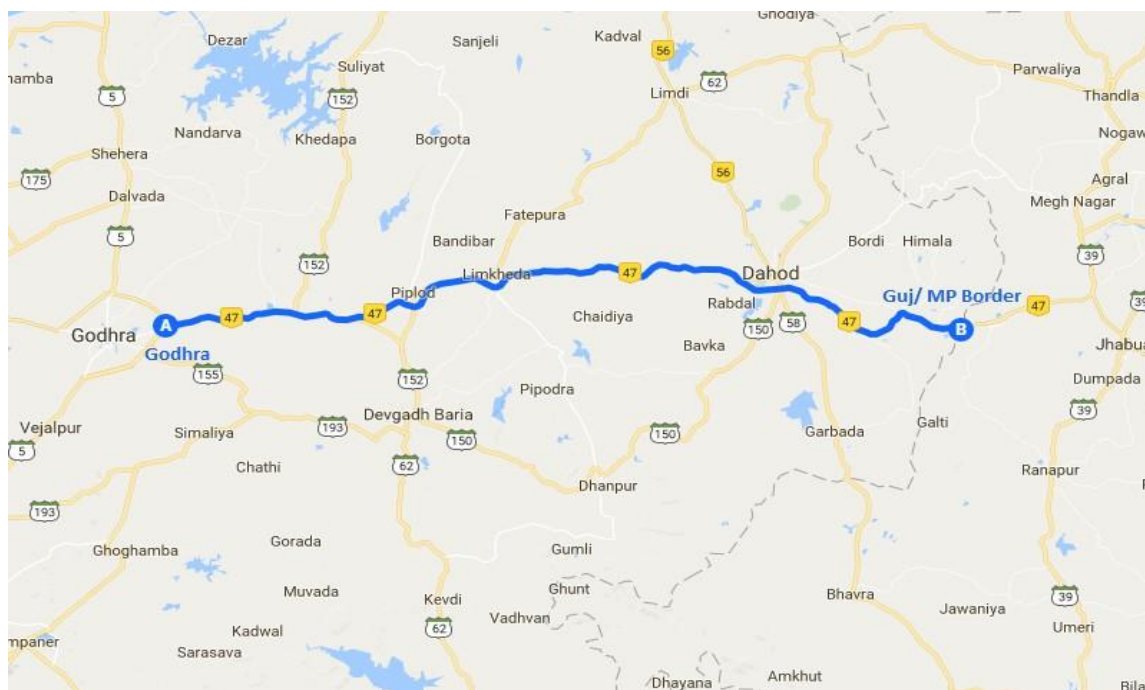 Ghodiya
Dezar
Sanjeli
Kadval
56
hamba
Suliyat
62
Parwaliya
5
152
Limdi
Thandla
Nandarva
Khedapa
Borgota
Nogaw
Shehera
175
56
Agral
Dalvada
Megh Nagar
Fatepura
5
Bandibar
Bordi
Himala
39
152
Limkheda
47
Dahod
Piplod
Rabdal
Guj/ MP Border
39
A
47
47
Chaidiya
150
58
47
B
47
Godhra
Godhra
Bavka
Jhabua
155
152
Pipodra
Dumpada
Devgadh Baria
39
Vejalpur
Simaliya
193
150
150
Garbada
Galti
5
62
Chathi
Dhanpur
Ranapur
193
Gorada
Ghoghamba
Gumli
Muvada
Kevdi
Ghunt
Bhavra
39
Vadhvan
Jawaniya
Kadwal
62
Umeri
mpaner
Sarasava
Amkhut
Dhayana
Bila